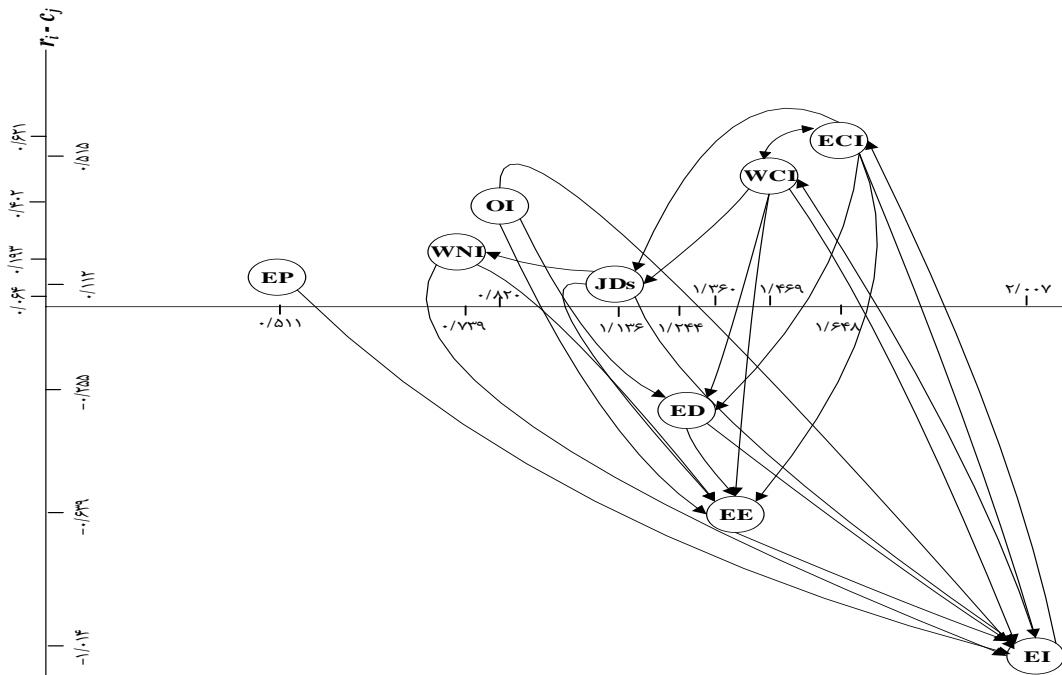 rᵢ - cⱼ
۰/۶۲۱
۰/۵۱۵
۰/۴۰۲
۰/۱۹۳
۰/۱۱۲
۰/۰۶۴
-۰/۲۵۵
-۰/۶۳۹
-۱/۰۱۴
ECI
WCI
OI
WNI
EP
JDs
۰/۸۲۰
۱/۳۶۰
۱/۴۶۹
۲/۰۰۷
۰/۵۱۱
۰/۷۳۹
۱/۱۳۶
۱/۲۴۴
۱/۶۴۸
ED
EE
EI